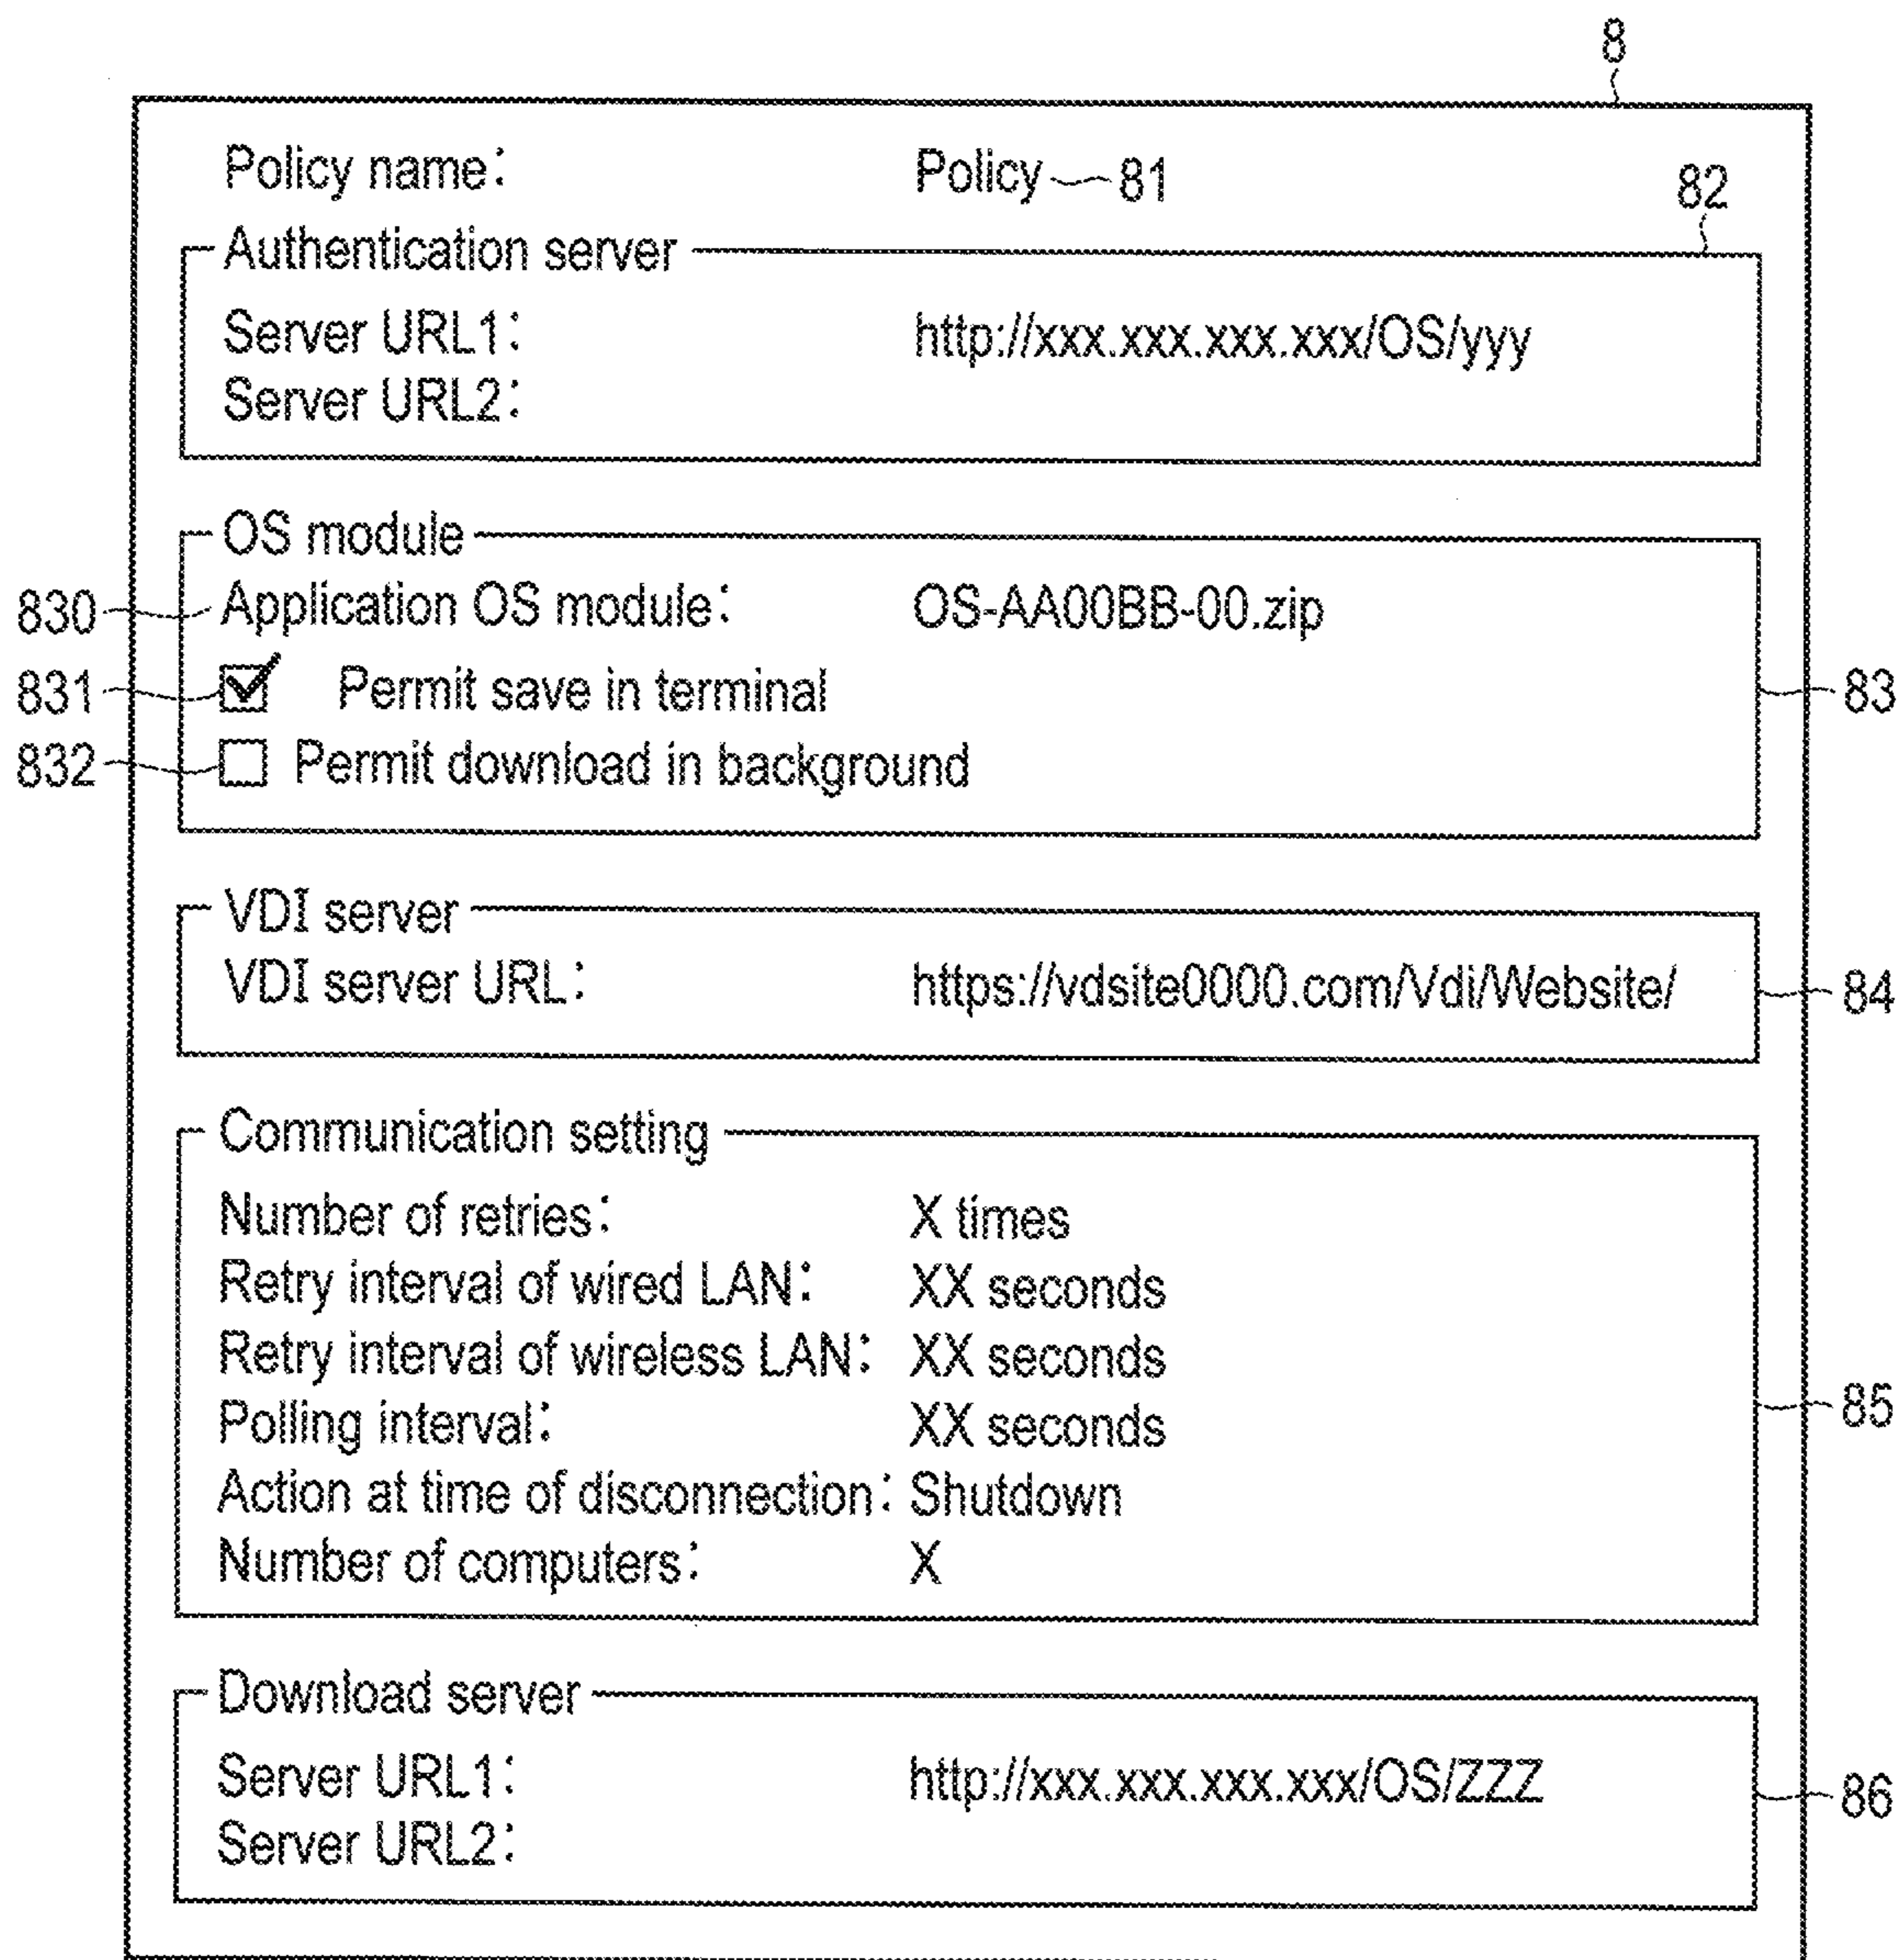 8
Policy name: Policy 81
82
Authentication server
Server URL1: http://xxx.xxx.xxx.xxx/OS/yyy
Server URL2:
OS module
830 Application OS module: OS-AA00BB-00.zip
831 Permit save in terminal 83
832 Permit download in background
VDI server
VDI server URL: https://vdsite0000.com/Vdi/Website/ 84
Communication setting
Number of retries: X times
Retry interval of wired LAN: XX seconds
Retry interval of wireless LAN: XX seconds
Polling interval: XX seconds 85
Action at time of disconnection: Shutdown
Number of computers: X
Download server
Server URL1: http://xxx.xxx.xxx.xxx/OS/ZZZ 86
Server URL2: